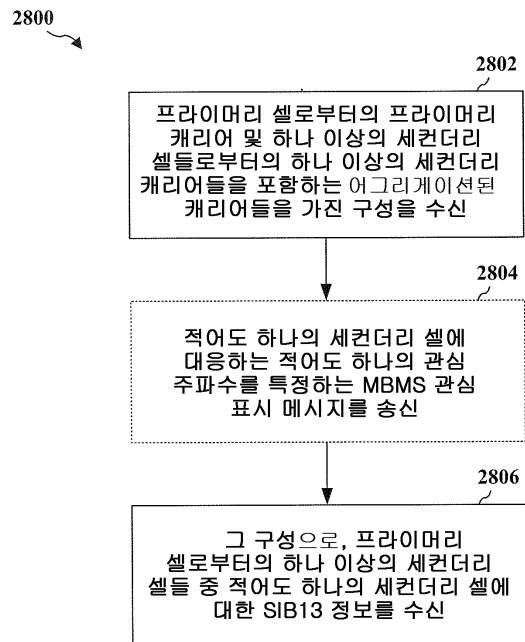 2800
2802
프라이머리 셀로부터의 프라이머리
캐리어 및 하나 이상의 세컨더리
셀들로부터의 하나 이상의 세컨더리
캐리어들을 포함하는 어그리게이션된
캐리어들을 가진 구성을 수신
2804
적어도 하나의 세컨더리 셀에
대응하는 적어도 하나의 관심
주파수를 특정하는 MBMS 관심
표시 메시지를 송신
2806
그 구성으로, 프라이머리
셀로부터의 하나 이상의 세컨더리
셀들 중 적어도 하나의 세컨더리 셀에
대한 SIB13 정보를 수신